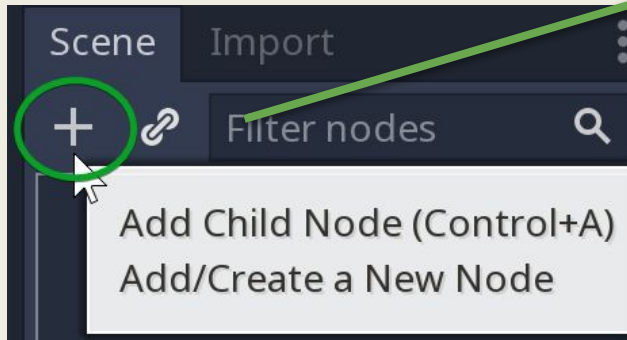 Scene Import
Filter nodes
Add Child Node (Control+A)
Add/Create a New Node